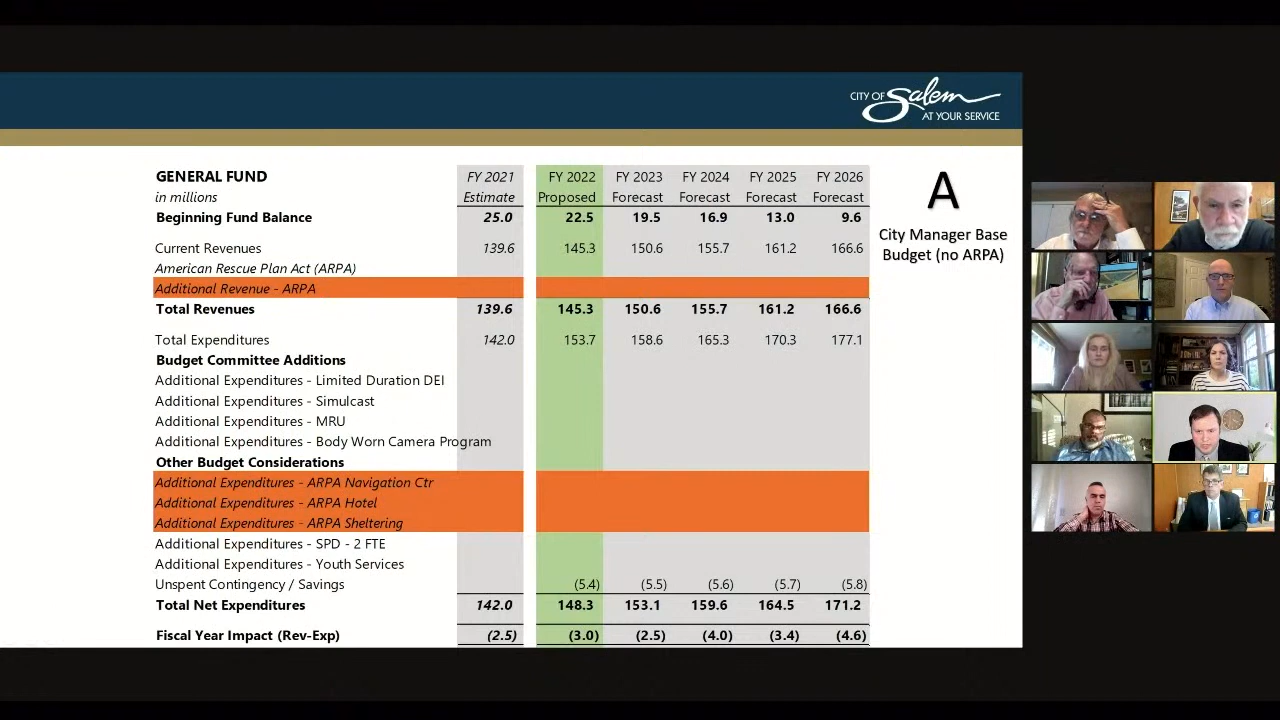 CITY OF Salem
AT YOUR SERVICE
GENERAL FUND FY 2021 FY 2022 FY 2023 FY 2024 FY 2025 FY 2026
in millions Estimate Proposed Forecast Forecast Forecast Forecast
Beginning Fund Balance 25.0 22.5 19.5 16.9 13.0 9.6
Current Revenues 139.6 145.3 150.6 155.7 161.2 166.6
American Rescue Plan Act (ARPA)
Additional Revenue - ARPA
Total Revenues 139.6 145.3 150.6 155.7 161.2 166.6
Total Expenditures 142.0 153.7 158.6 165.3 170.3 177.1
Budget Committee Additions
Additional Expenditures - Limited Duration DEI
Additional Expenditures - Simulcast
Additional Expenditures - MRU
Additional Expenditures - Body Worn Camera Program
Other Budget Considerations
Additional Expenditures - ARPA Navigation Ctr
Additional Expenditures - ARPA Hotel
Additional Expenditures - ARPA Sheltering
Additional Expenditures - SPD - 2 FTE
Additional Expenditures - Youth Services
Unspent Contingency / Savings (5.4) (5.5) (5.6) (5.7) (5.8)
Total Net Expenditures 142.0 148.3 153.1 159.6 164.5 171.2
Fiscal Year Impact (Rev-Exp) (2.5) (3.0) (2.5) (4.0) (3.4) (4.6)
A
City Manager Base
Budget (no ARPA)